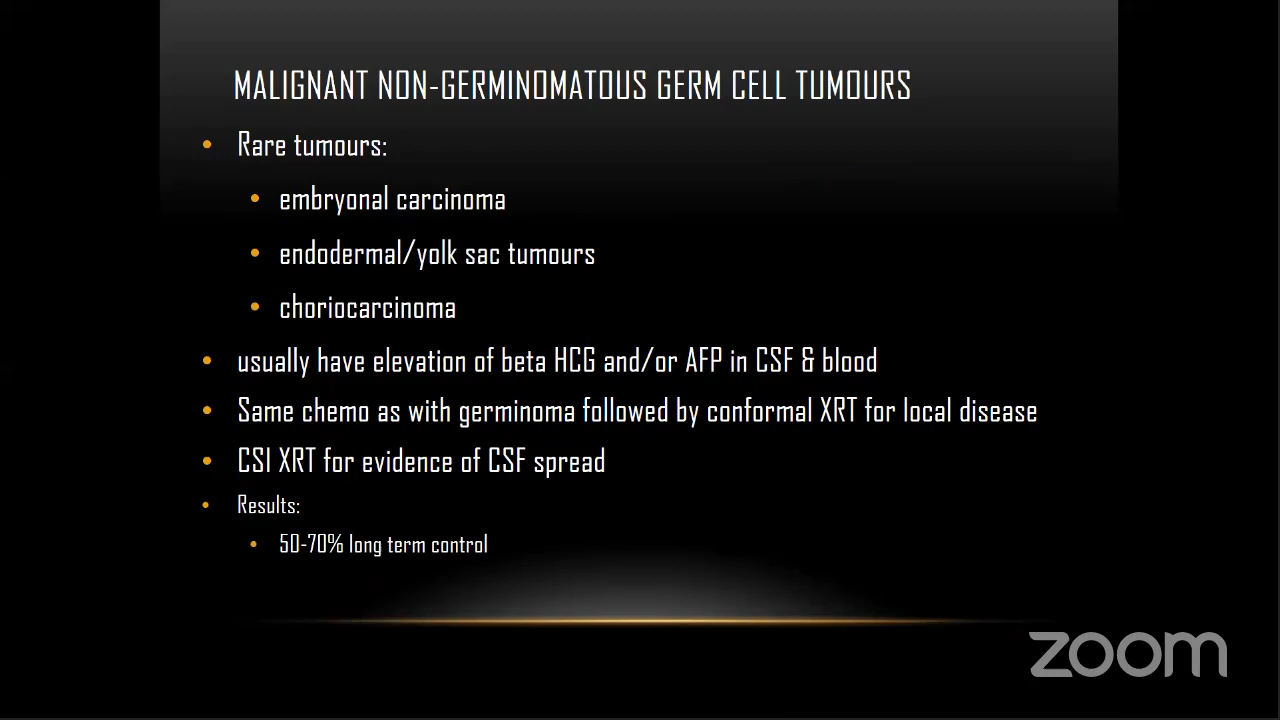 MALIGNANT NON-GERMINOMATOUS GERM CELL TUMOURS
• Rare tumours:
• embryonal carcinoma
• endodermal/yolk sac tumours
• choriocarcinoma
• usually have elevation of beta HCG and/or AFP in CSF & blood
• Same chemo as with germinoma followed by conformal XRT for local disease
• CSI XRT for evidence of CSF spread
• Results:
• 50-70% long term control
zoom